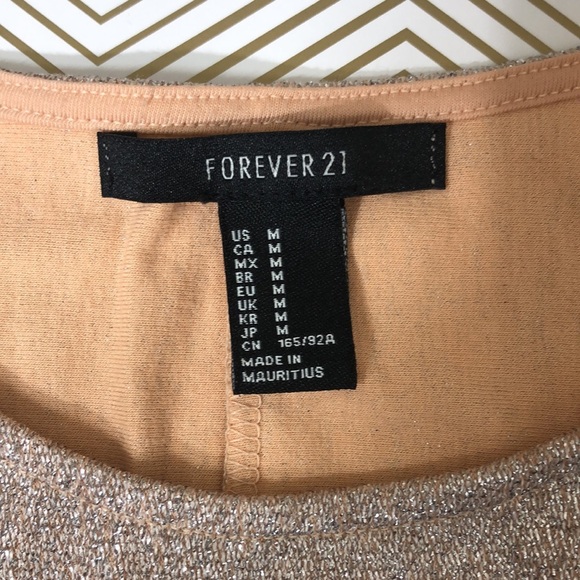 FOREVER 21
US M
CA M
MX M
BR M
EU M
UK M
KR M
JP M
CN 165/92A
MADE IN
MAURITIUS